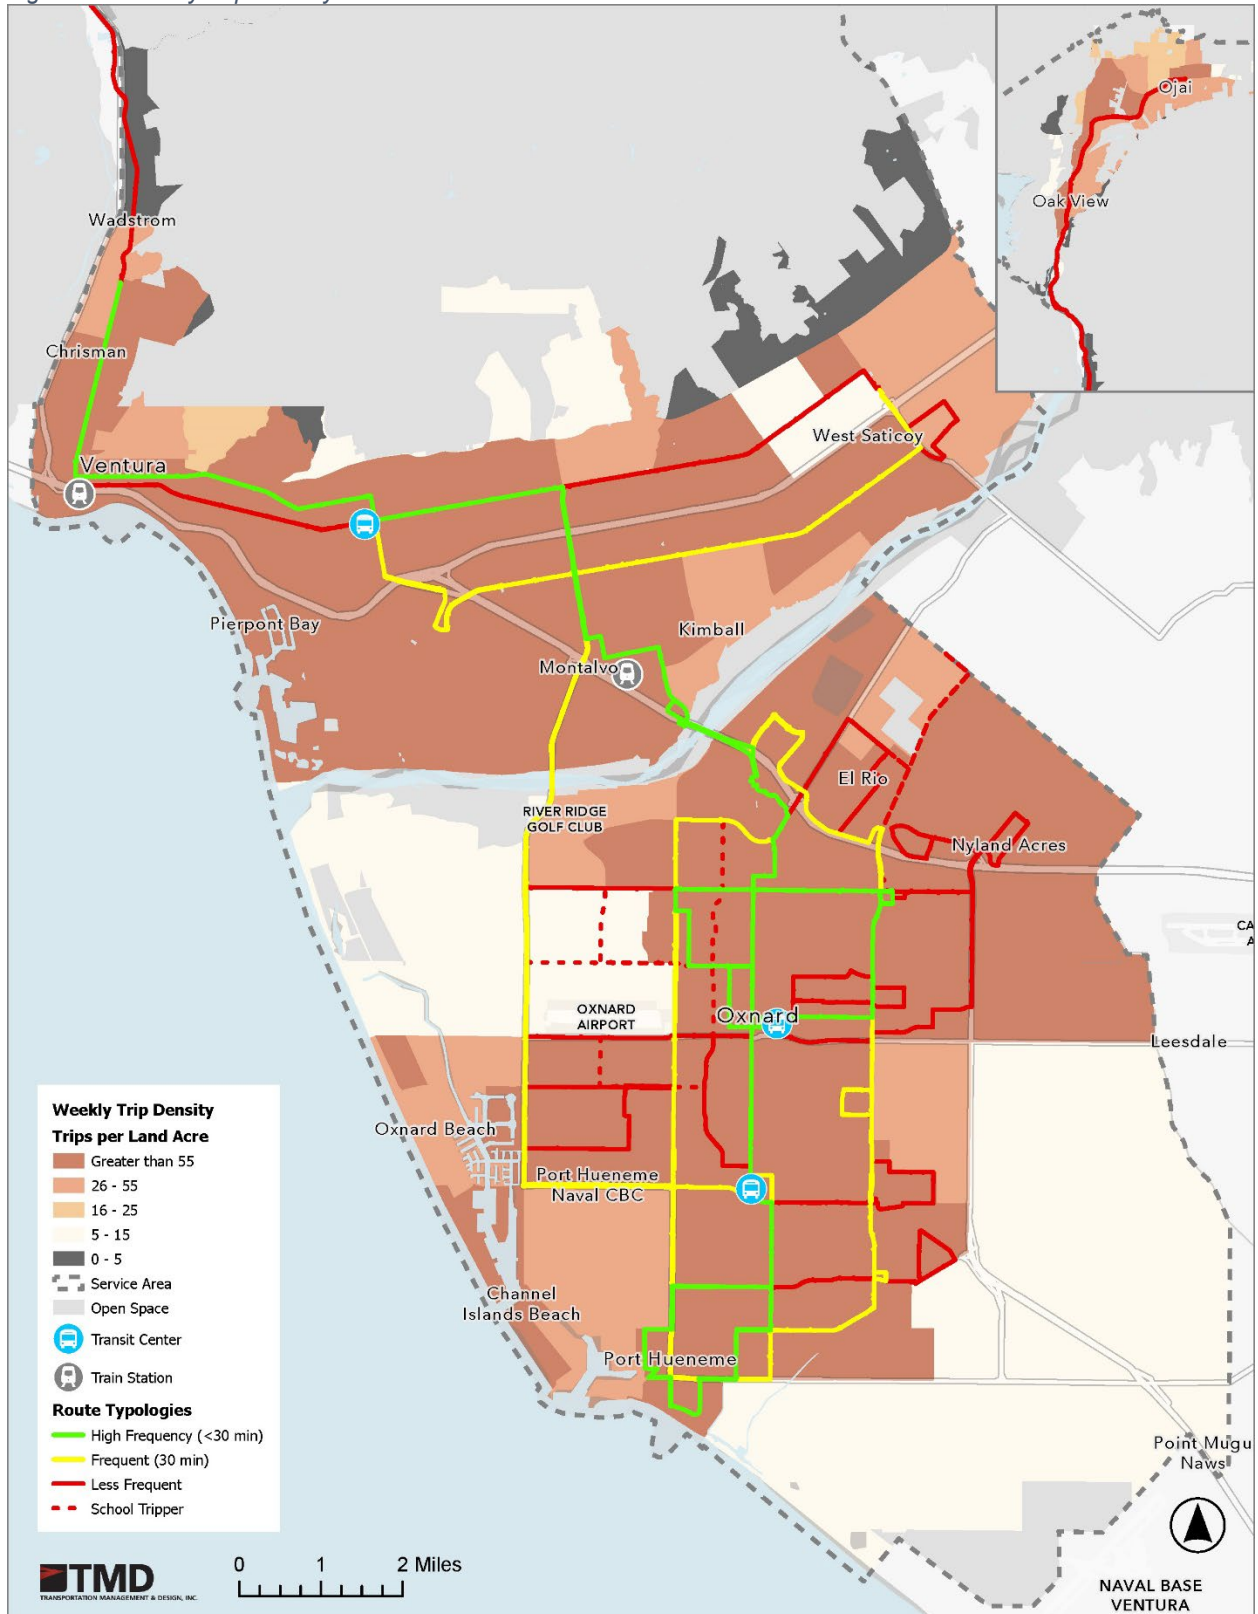 Ojai
Oak View
Wadstrom
Chrisman
West Saticoy
Ventura
Pierpont Bay
Kimball
Montalvo
El Rio
RIVER RIDGE
GOLF CLUB
Nyland Acres
CA
A
OXNARD
AIRPORT
Oxnard
Leesdale
Oxnard Beach
Port Hueneme
Naval CBC
Channel
Islands Beach
Port Hueneme
Point Mugu
Naws
NAVAL BASE
VENTURA
Weekly Trip Density
Trips per Land Acre
Greater than 55
26 - 55
16 - 25
5 - 15
0 - 5
Service Area
Open Space
Transit Center
Train Station
Route Typologies
High Frequency (<30 min)
Frequent (30 min)
Less Frequent
School Tripper
TMD
TRANSPORTATION MANAGEMENT & DESIGN, INC.
0 1 2 Miles